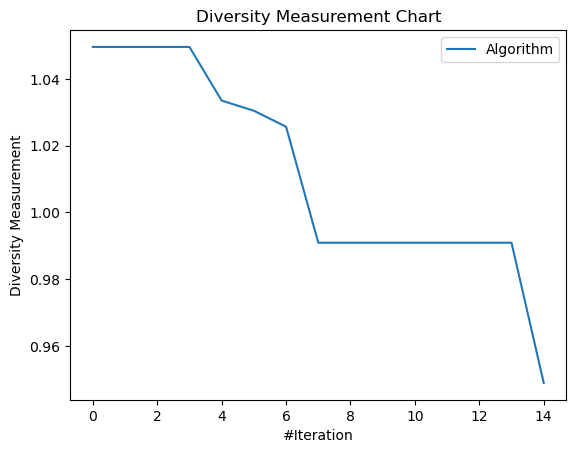 Diversity Measurement Chart
Algorithm
1.04
1.02
1.00
0.98
0.96
Diversity Measurement
0 2 4 6 8 10 12 14
#Iteration